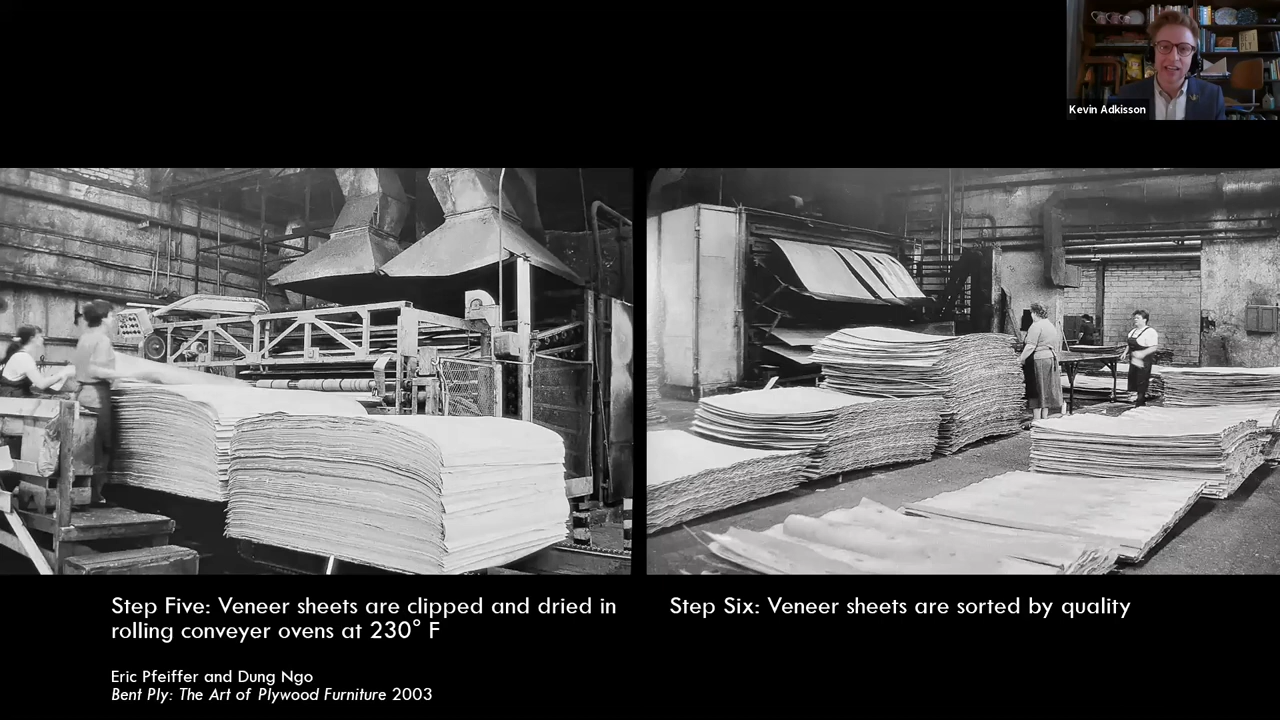 Kevin Adkisson
Step Five: Veneer sheets are clipped and dried in
rolling conveyer ovens at 230° F
Step Six: Veneer sheets are sorted by quality
Eric Pfeiffer and Dung Ngo
Bent Ply: The Art of Plywood Furniture 2003